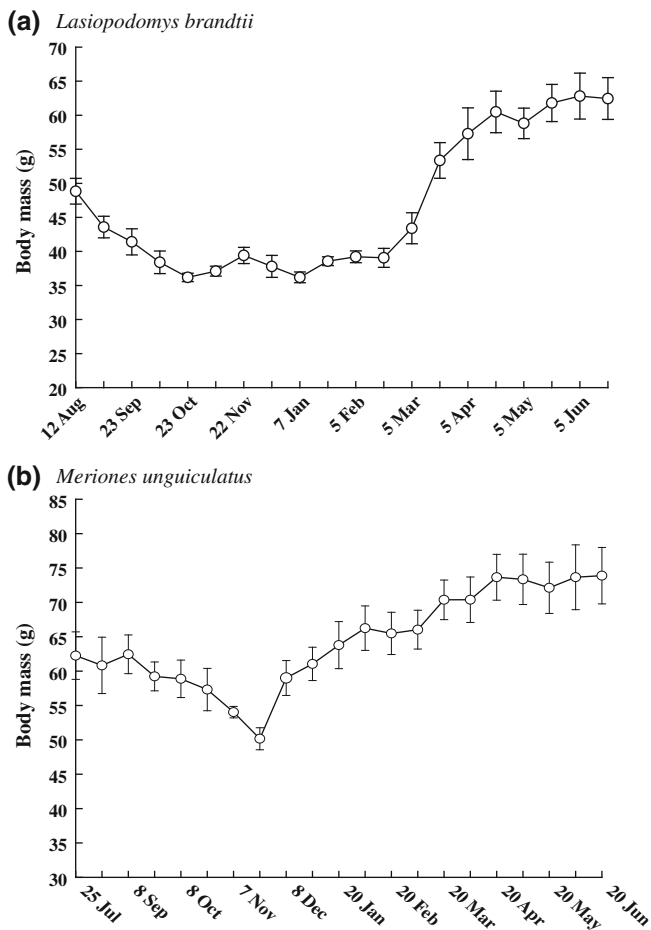 (a) Lasiopodomys brandtii
70
65
60
55
50
45
40
35
30
25
20
Body mass (g)
12 Aug
23 Sep
23 Oct
22 Nov
7 Jan
5 Feb
5 Mar
5 Apr
5 May
5 Jun
(b) Meriones unguiculatus
85
80
75
70
65
60
55
50
45
40
35
30
Body mass (g)
25 Jul
8 Sep
8 Oct
7 Nov
8 Dec
20 Jan
20 Feb
20 Mar
20 Apr
20 May
20 Jun